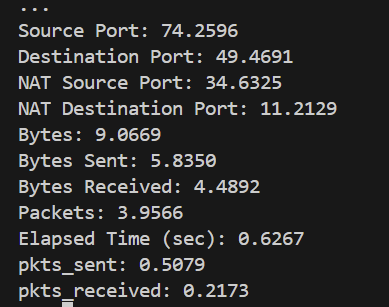 ...
Source Port: 74.2596
Destination Port: 49.4691
NAT Source Port: 34.6325
NAT Destination Port: 11.2129
Bytes: 9.0669
Bytes Sent: 5.8350
Bytes Received: 4.4892
Packets: 3.9566
Elapsed Time (sec): 0.6267
pkts_sent: 0.5079
pkts_received: 0.2173